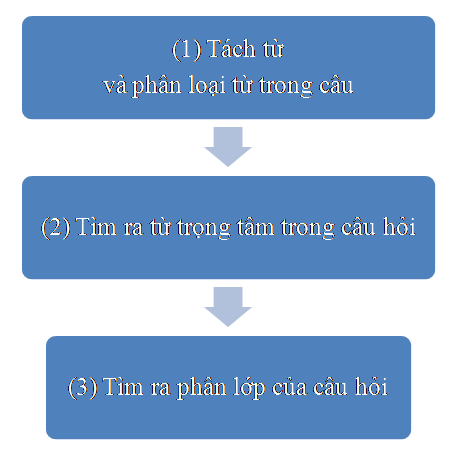 (1) Tách từ
và phân loại từ trong câu
(2) Tìm ra từ trọng tâm trong câu hỏi
(3) Tìm ra phân lớp của câu hỏi